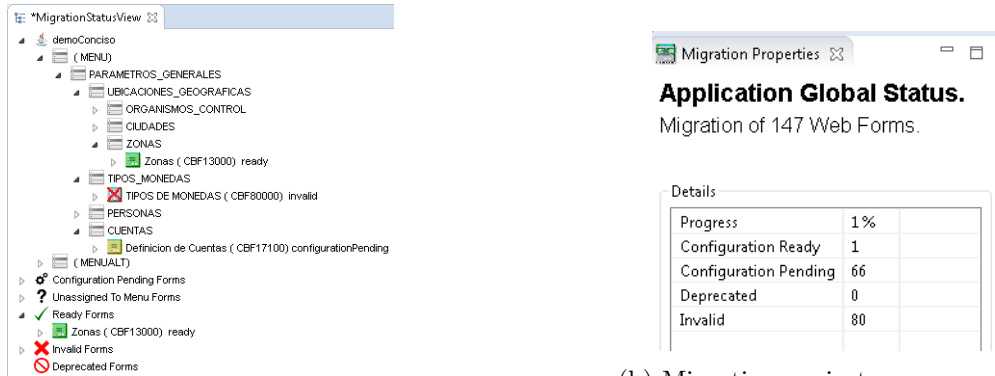 *MigrationStatusView
demoConciso
(MENU)
PARAMETROS_GENERALES
UBICACIONES_GEOGRAFICAS
ORGANISMOS_CONTROL
CIUDADES
ZONAS
Zonas ( CBF13000) ready
TIPOS_MONEDAS
TIPOS DE MONEDAS ( CBF80000) invalid
PERSONAS
CUENTAS
Definicion de Cuentas ( CBF17100) configurationPending
( MENUALT)
Configuration Pending Forms
Unassigned To Menu Forms
Ready Forms
Zonas ( CBF13000) ready
Invalid Forms
Deprecated Forms
Migration Properties
Application Global Status.
Migration of 147 Web Forms.
Details
Progress 1%
Configuration Ready 1
Configuration Pending 66
Deprecated 0
Invalid 80